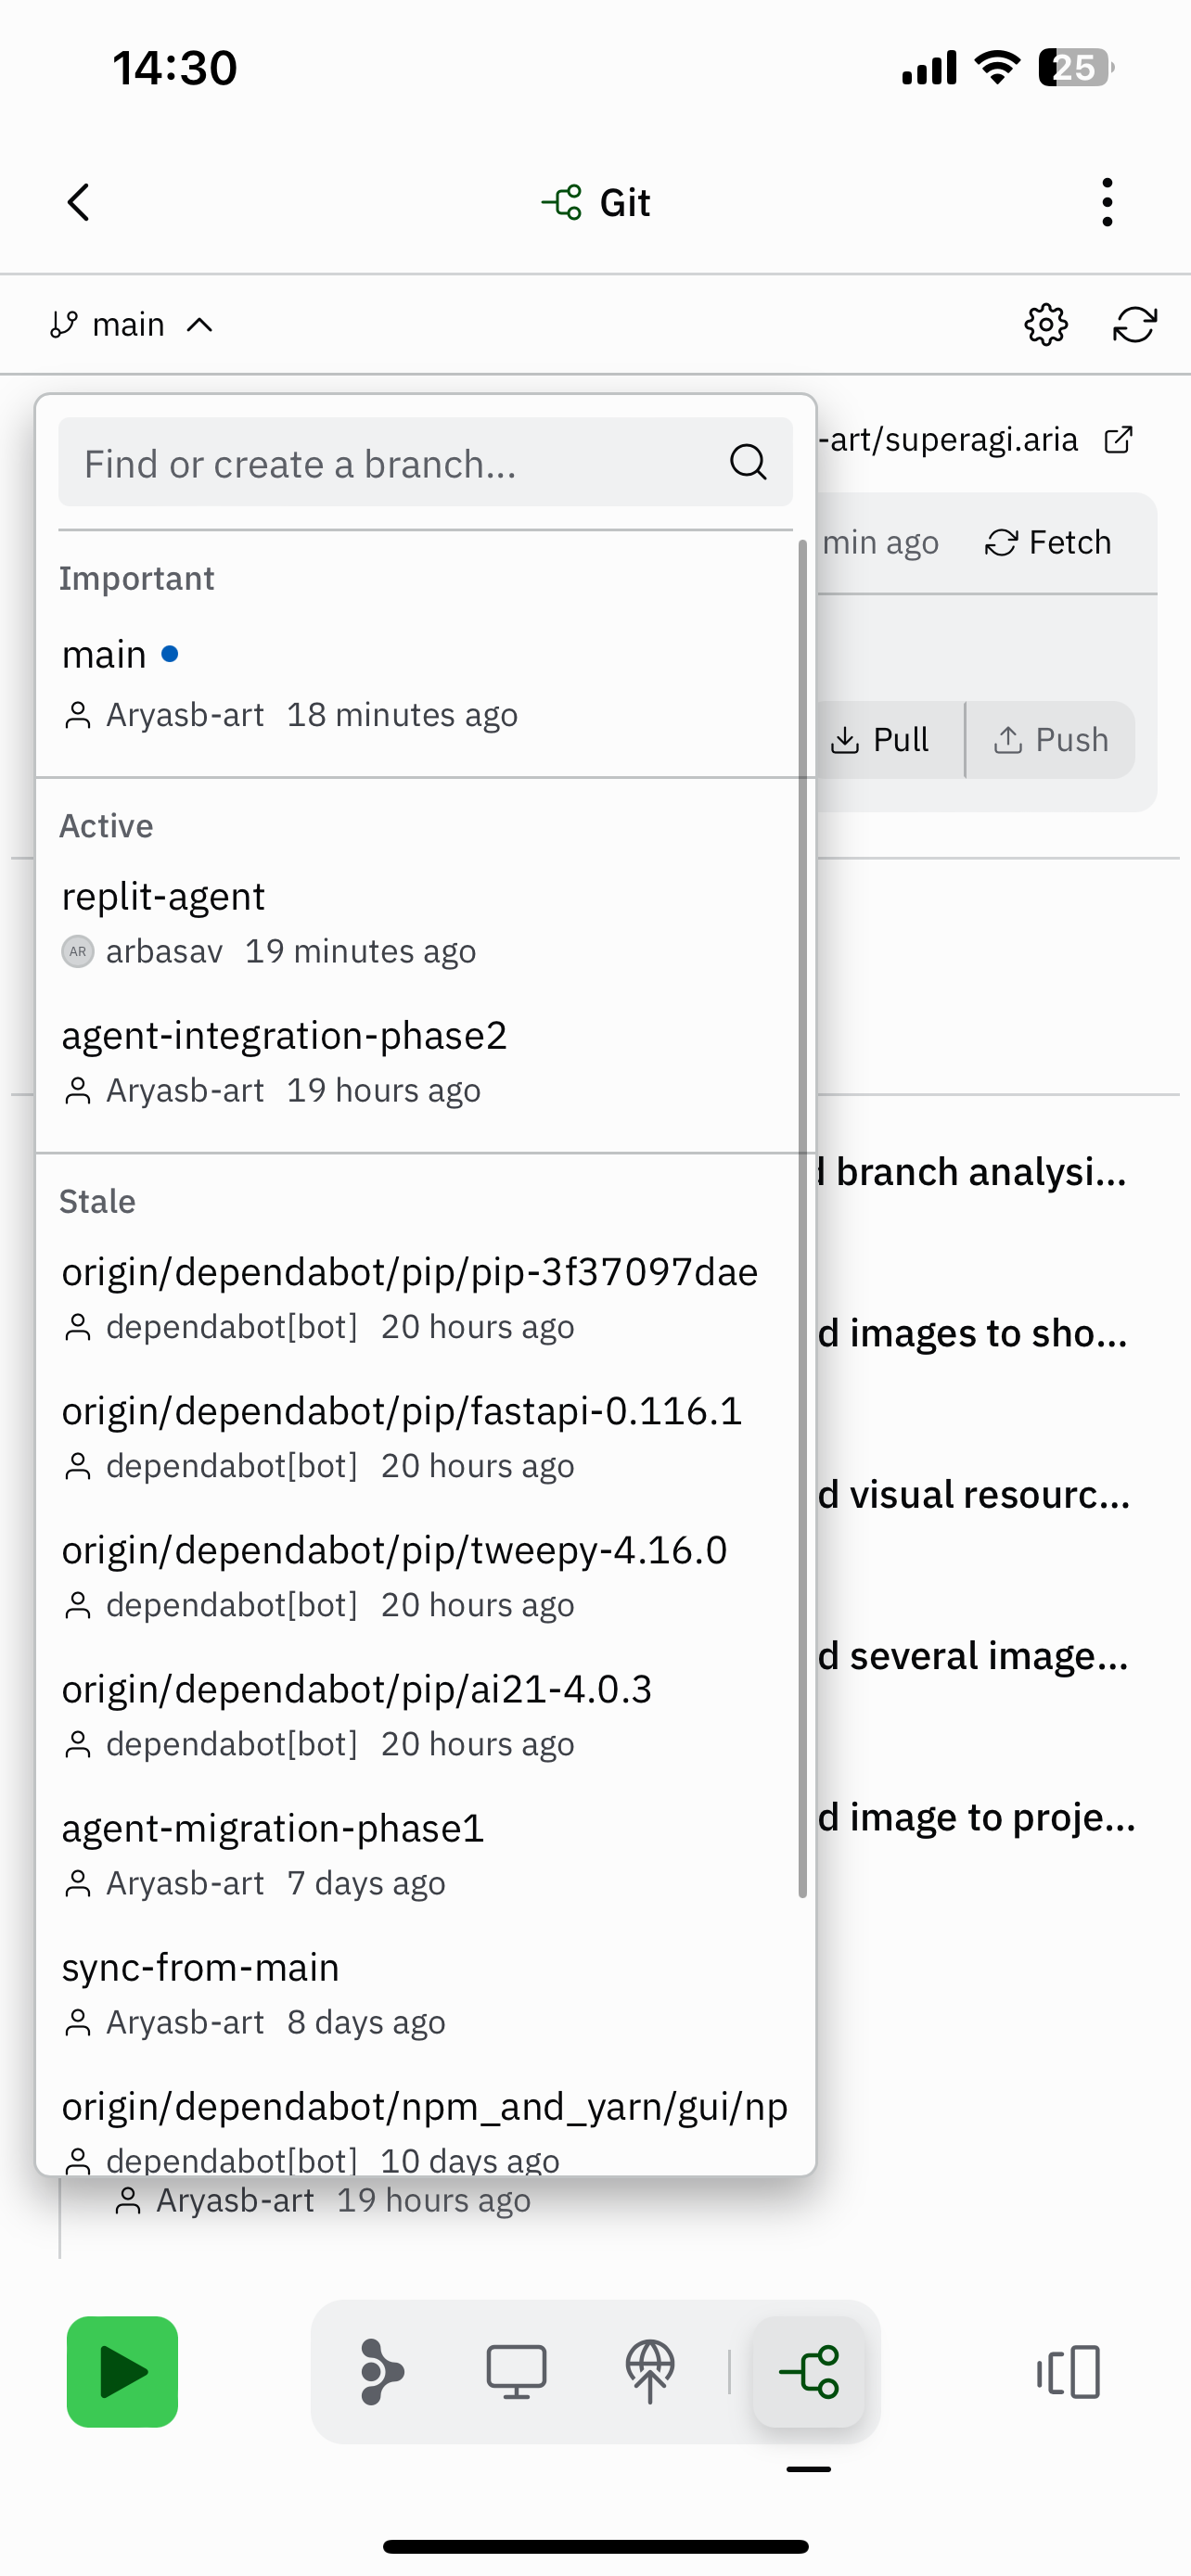 14:30
25
Git
main
-art/superagi.aria
Find or create a branch...
min ago Fetch
Important
main
Aryasb-art 18 minutes ago
Pull Push
Active
replit-agent
AR arbasav 19 minutes ago
agent-integration-phase2
Aryasb-art 19 hours ago
branch analysi...
Stale
origin/dependabot/pip/pip-3f37097dae
dependabot[bot] 20 hours ago
d images to sho...
origin/dependabot/pip/fastapi-0.116.1
dependabot[bot] 20 hours ago
d visual resourc...
origin/dependabot/pip/tweepy-4.16.0
dependabot[bot] 20 hours ago
d several image...
origin/dependabot/pip/ai21-4.0.3
dependabot[bot] 20 hours ago
d image to proje...
agent-migration-phase1
Aryasb-art 7 days ago
sync-from-main
Aryasb-art 8 days ago
origin/dependabot/npm_and_yarn/gui/np
dependabot[bot] 10 days ago
Aryasb-art 19 hours ago